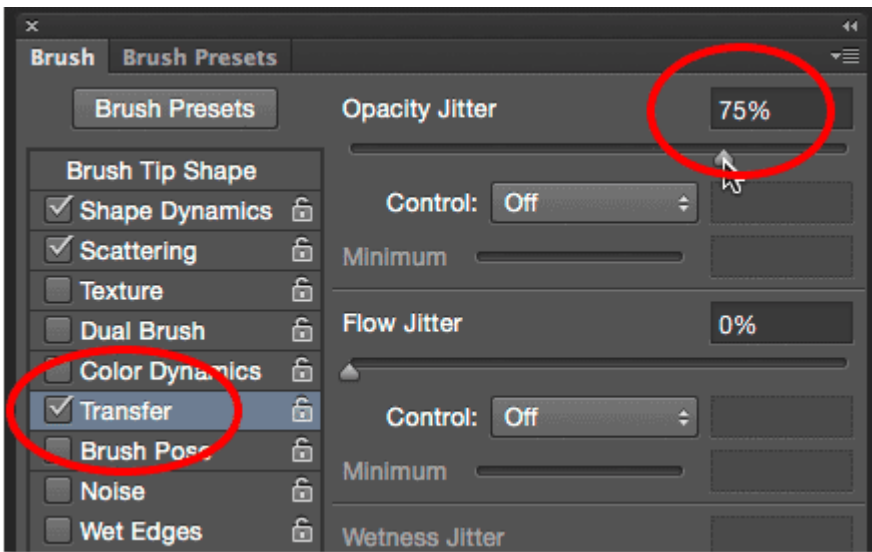 Brush Brush Presets
Brush Presets
Brush Tip Shape
Shape Dynamics
Scattering
Texture
Dual Brush
Color Dynamics
Transfer
Brush Pose
Noise
Wet Edges
Opacity Jitter 75%
Control: Off
Minimum
Flow Jitter 0%
Control: Off
Minimum
Wetness Jitter